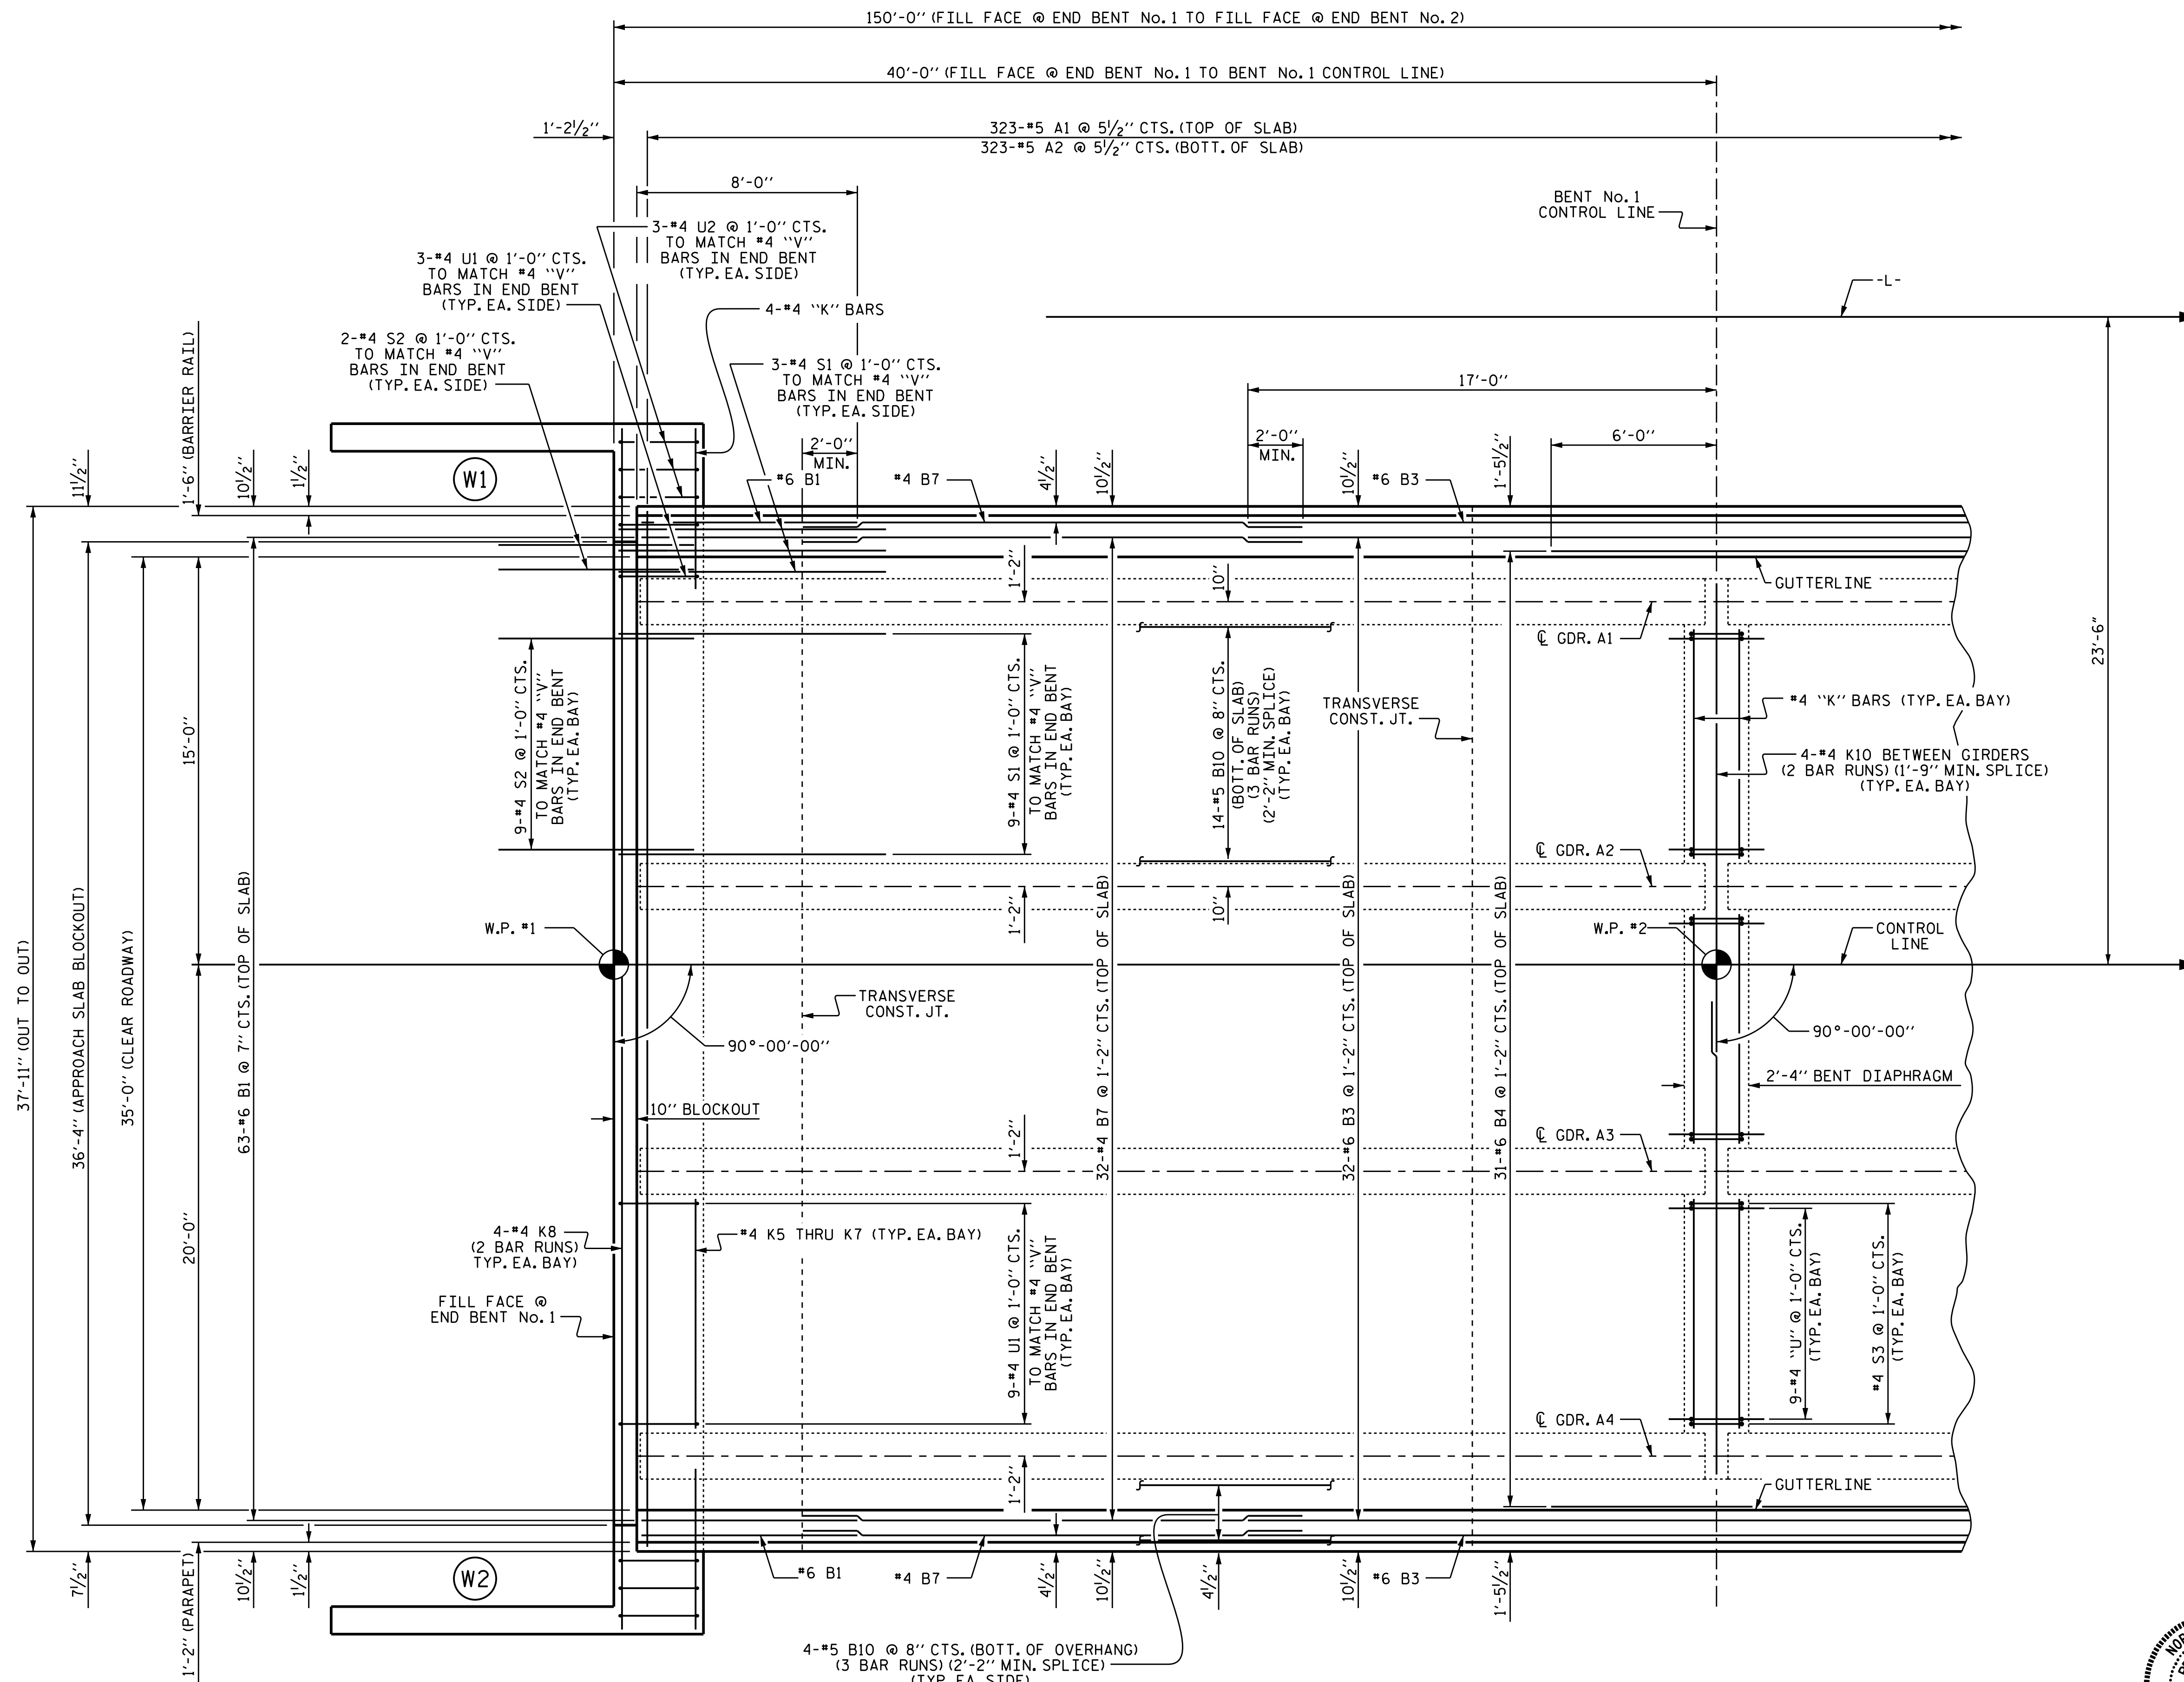 150'-0" (FILL FACE @ END BENT No. 1 TO FILL FACE @ END BENT No. 2)
40'-0" (FILL FACE @ END BENT No. 1 TO BENT No. 1 CONTROL LINE)
1'-2½"
323-#5 A1 @ 5½" CTS. (TOP OF SLAB)
323-#5 A2 @ 5½" CTS. (BOTT. OF SLAB)
8'-0"
BENT No. 1
CONTROL LINE
3-#4 U2 @ 1'-0" CTS.
TO MATCH #4 "V"
BARS IN END BENT
(TYP. EA. SIDE)
3-#4 U1 @ 1'-0" CTS.
TO MATCH #4 "V"
BARS IN END BENT
(TYP. EA. SIDE)
4-#4 "K" BARS
-L-
2-#4 S2 @ 1'-0" CTS.
TO MATCH #4 "V"
BARS IN END BENT
(TYP. EA. SIDE)
3-#4 S1 @ 1'-0" CTS.
TO MATCH #4 "V"
BARS IN END BENT
(TYP. EA. SIDE)
17'-0"
1'-6" (BARRIER RAIL)
11½"
10½"
1½"
W1
2'-0"
MIN.
#6 B1
#4 B7
4½"
10½"
2'-0"
MIN.
10½"
#6 B3
1'-5½"
6'-0"
GUTTERLINE
1'-2"
10"
℄ GDR. A1
23'-6"
9-#4 S2 @ 1'-0" CTS.
TO MATCH #4 "V"
BARS IN END BENT
(TYP. EA. BAY)
9-#4 S1 @ 1'-0" CTS.
TO MATCH #4 "V"
BARS IN END BENT
(TYP. EA. BAY)
14-#5 B10 @ 8" CTS.
(BOTT. OF SLAB)
(3 BAR RUNS)
(2'-2" MIN. SPLICE)
(TYP. EA. BAY)
TRANSVERSE
CONST. JT.
#4 "K" BARS (TYP. EA. BAY)
4-#4 K10 BETWEEN GIRDERS
(2 BAR RUNS) (1'-9" MIN. SPLICE)
(TYP. EA. BAY)
15'-0"
℄ GDR. A2
1'-2"
10"
37'-11" (OUT TO OUT)
36'-4" (APPROACH SLAB BLOCKOUT)
35'-0" (CLEAR ROADWAY)
63-#6 B1 @ 7" CTS. (TOP OF SLAB)
32-#4 B7 @ 1'-2" CTS. (TOP OF SLAB)
32-#6 B3 @ 1'-2" CTS. (TOP OF SLAB)
31-#6 B4 @ 1'-2" CTS. (TOP OF SLAB)
W.P. #1
W.P. #2
CONTROL
LINE
TRANSVERSE
CONST. JT.
90°-00'-00"
90°-00'-00"
2'-4" BENT DIAPHRAGM
10" BLOCKOUT
1'-2"
℄ GDR. A3
20'-0"
4-#4 K8
(2 BAR RUNS)
TYP. EA. BAY)
#4 K5 THRU K7 (TYP. EA. BAY)
9-#4 U1 @ 1'-0" CTS.
TO MATCH #4 "V"
BARS IN END BENT
(TYP. EA. BAY)
9-#4 "U" @ 1'-0" CTS.
(TYP. EA. BAY)
#4 S3 @ 1'-0" CTS.
(TYP. EA. BAY)
FILL FACE @
END BENT No. 1
℄ GDR. A4
1'-2"
GUTTERLINE
7½"
1'-2" (PARAPET)
10½"
1½"
W2
#6 B1
#4 B7
4½"
10½"
4½"
10½"
#6 B3
1'-5½"
4-#5 B10 @ 8" CTS. (BOTT. OF OVERHANG)
(3 BAR RUNS) (2'-2" MIN. SPLICE)
(TYP. EA. SIDE)